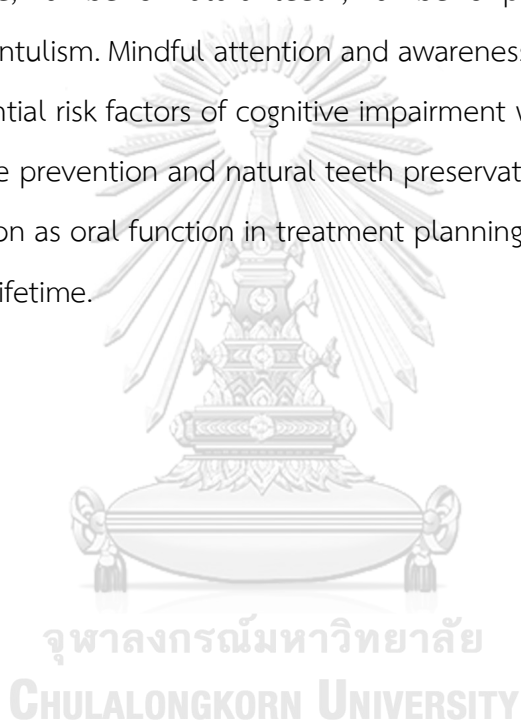 ntulism. Mindful attention and awareness
ntial risk factors of cognitive impairment
e prevention and natural teeth preservat
on as oral function in treatment planning
ifetime.
จุฬาลงกรณ์มหาวิทยาลัย
CHULALONGKORN UNIVERSITY